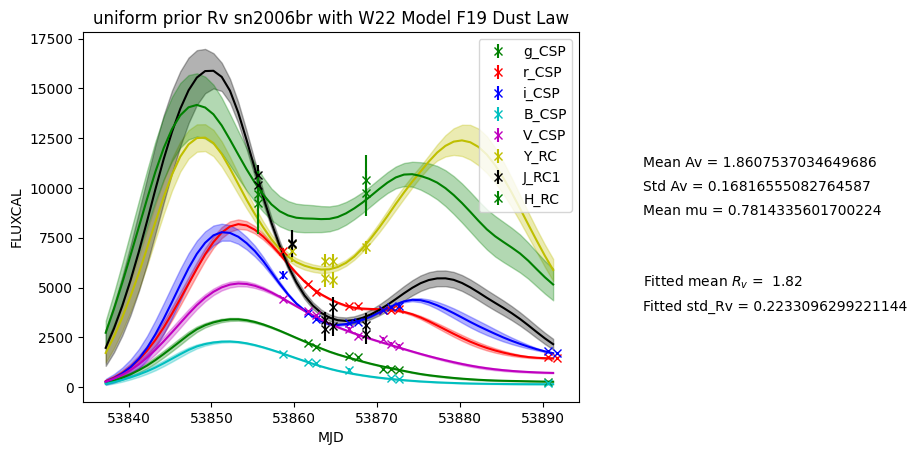 uniform prior Rv sn2006br with W22 Model F19 Dust Law
17500
15000
12500
10000
7500
5000
2500
0
FLUXCAL
g_CSP
r_CSP
i_CSP
B_CSP
V_CSP
Y_RC
J_RC1
H_RC
53840
53850
53860
53870
53880
53890
MJD
Mean Av = 1.8607537034649686
Std Av = 0.16816555082764587
Mean mu = 0.7814335601700224
Fitted mean $R_v$ = 1.82
Fitted std_Rv = 0.2233096299221144